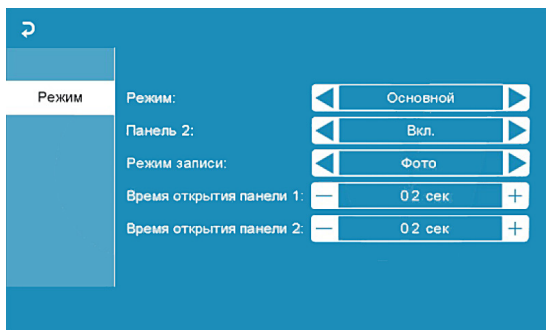 Режим
Режим: Основной
Панель 2: Вкл.
Режим записи: Фото
Время открытия панели 1: — 02 сек +
Время открытия панели 2: — 02 сек +